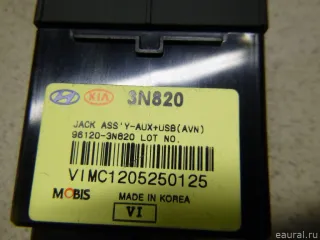 HYUNDAI KIA 3N820
JACK ASS'Y-AUX+USB(AVN)
96120-3N820 LOT NO.
VIMC1205250125
MOBIS MADE IN KOREA
VI
eaural.ru